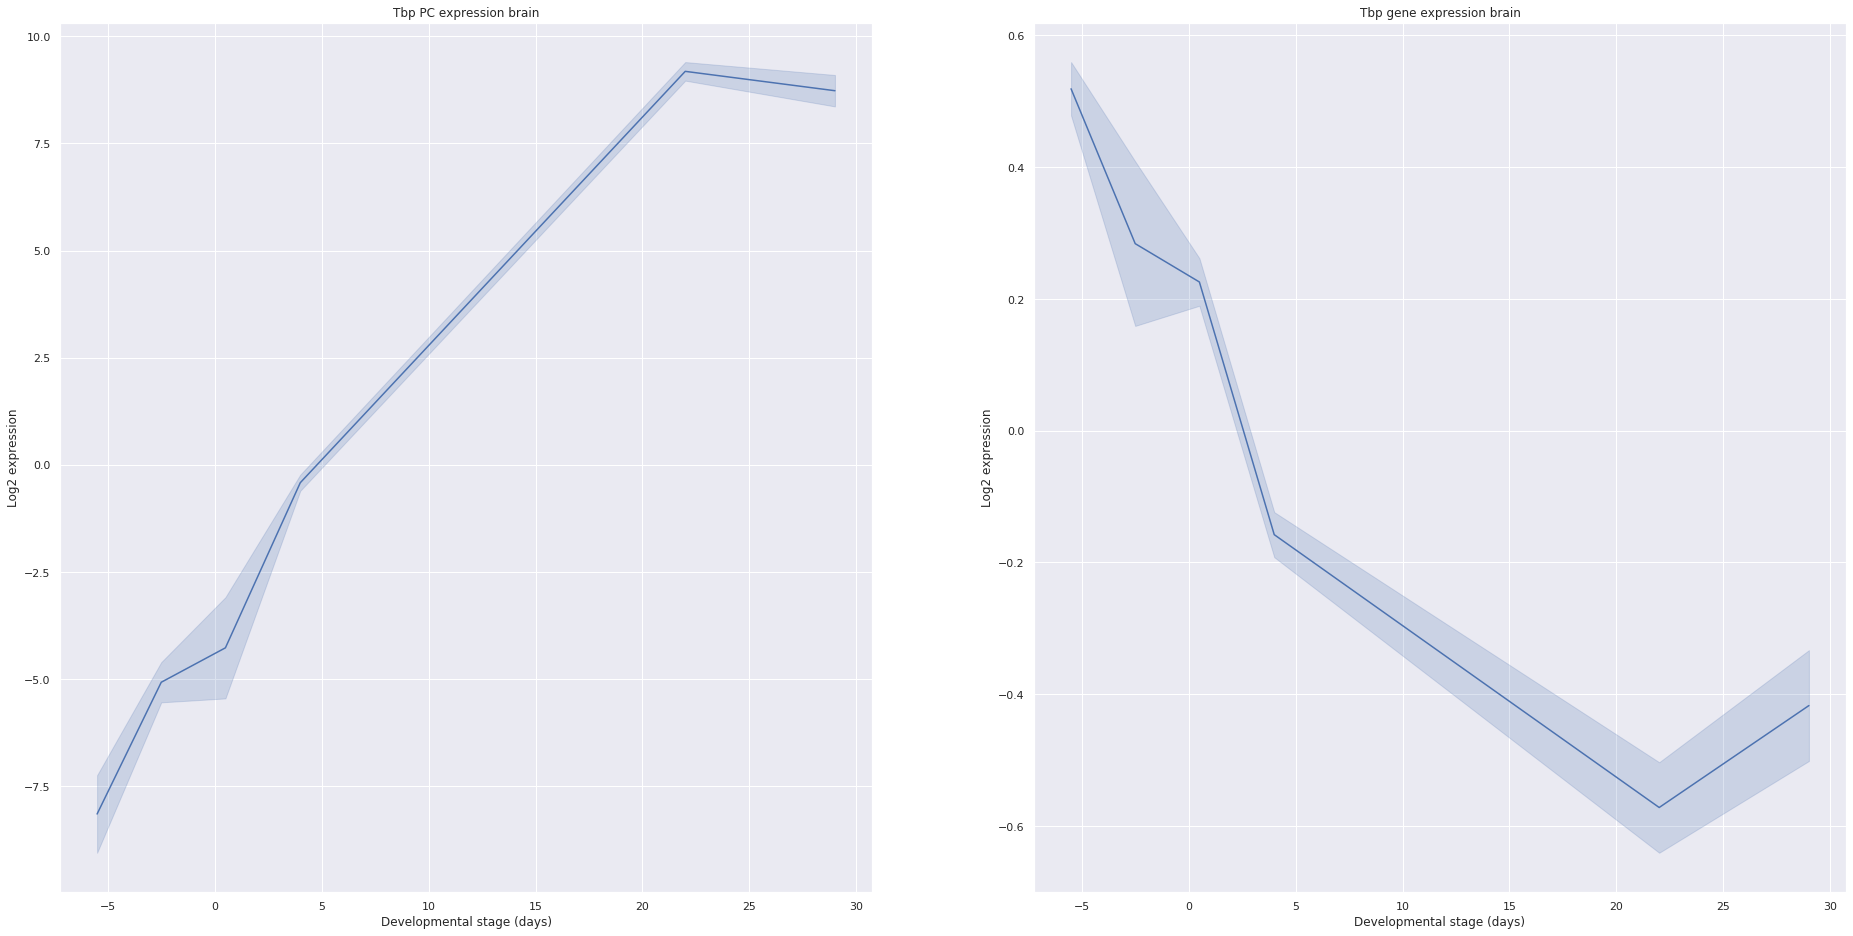 Tbp PC expression brain
10.0
7.5
5.0
2.5
0.0
−2.5
−5.0
−7.5
Log2 expression
−5 0 5 10 15 20 25 30
Developmental stage (days)
Tbp gene expression brain
0.6
0.4
0.2
0.0
−0.2
−0.4
−0.6
Log2 expression
−5 0 5 10 15 20 25 30
Developmental stage (days)